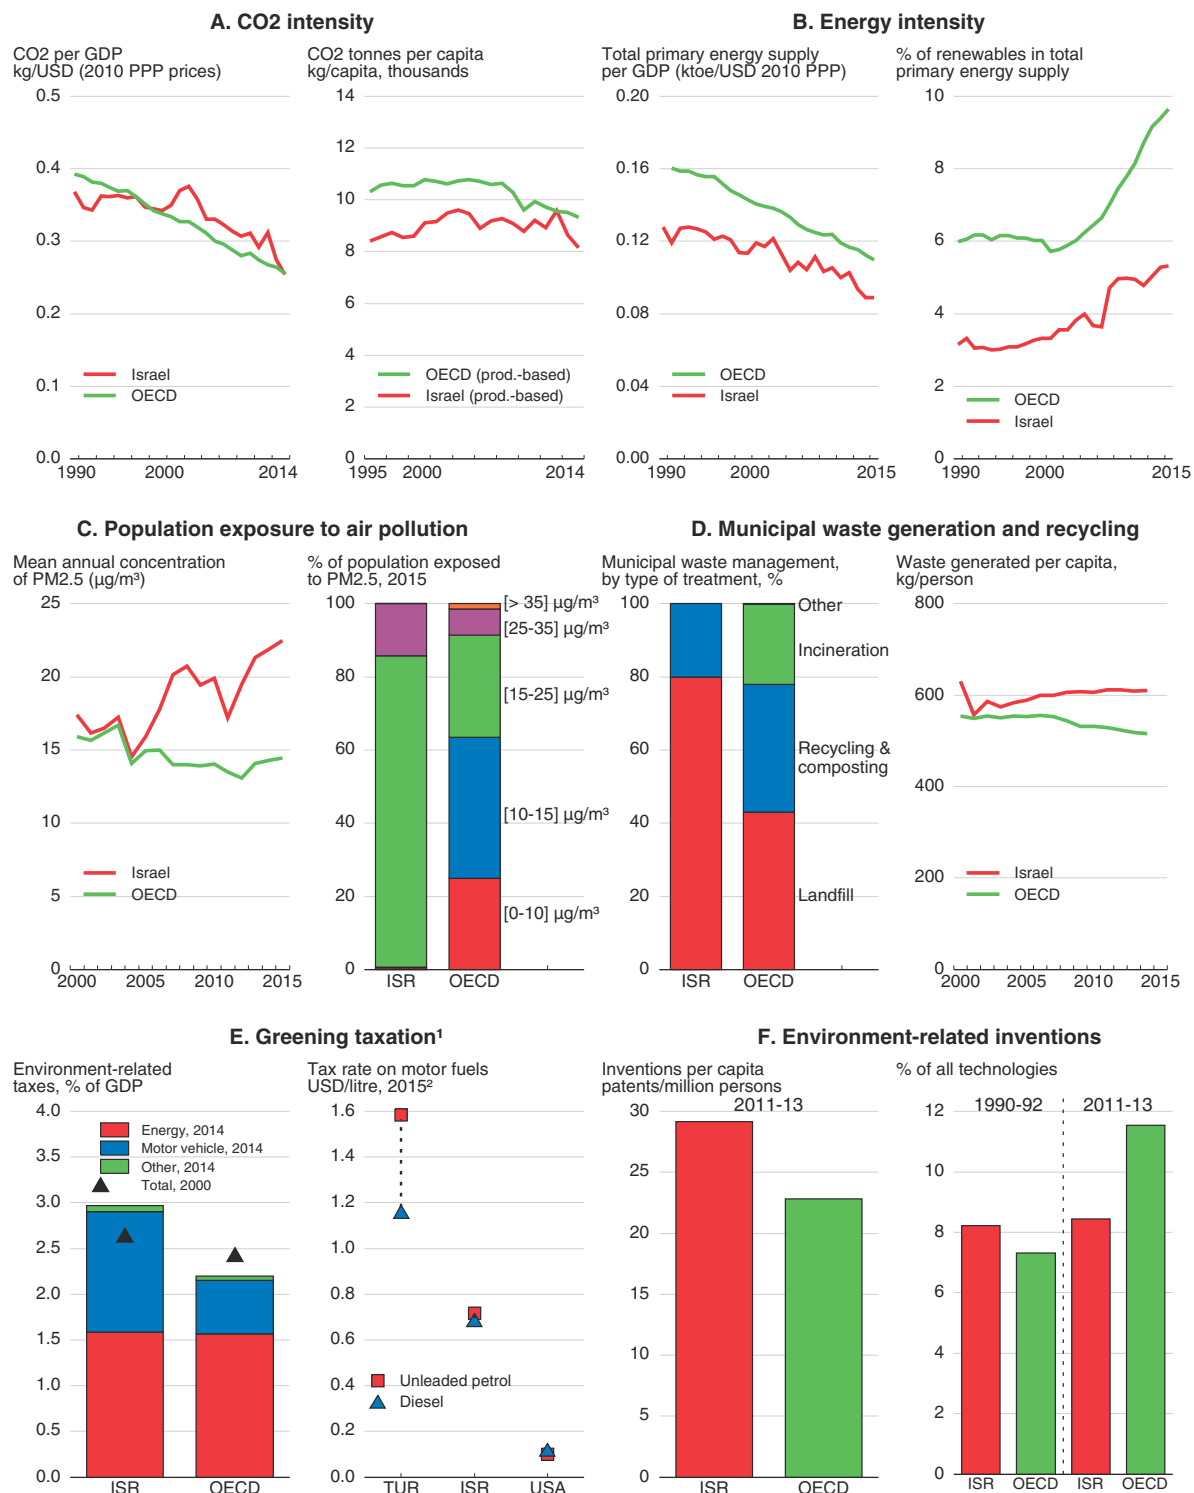 A. CO2 intensity
B. Energy intensity
CO2 per GDP
kg/USD (2010 PPP prices)
CO2 tonnes per capita
kg/capita, thousands
Total primary energy supply
per GDP (ktoe/USD 2010 PPP)
% of renewables in total
primary energy supply
0.5
0.4
0.3
0.2
0.1
0.0
Israel
OECD
1990
2000
2014
14
12
10
8
6
4
2
0
OECD (prod.-based)
Israel (prod.-based)
1995
2000
2014
0.20
0.16
0.12
0.08
0.04
0.00
OECD
Israel
1990
2000
2015
10
8
6
4
2
0
OECD
Israel
1990
2000
2015
C. Population exposure to air pollution
D. Municipal waste generation and recycling
Mean annual concentration
of PM2.5 (µg/m³)
% of population exposed
to PM2.5, 2015
Municipal waste management,
by type of treatment, %
Waste generated per capita,
kg/person
25
20
15
10
5
0
Israel
OECD
2000
2005
2010
2015
100
80
60
40
20
0
[> 35] µg/m³
[25-35] µg/m³
[15-25] µg/m³
[10-15] µg/m³
[0-10] µg/m³
ISR
OECD
100
80
60
40
20
0
Other
Incineration
Recycling &
composting
Landfill
ISR
OECD
800
600
400
200
0
Israel
OECD
2000
2005
2010
2015
E. Greening taxation¹
F. Environment-related inventions
Environment-related
taxes, % of GDP
Tax rate on motor fuels
USD/litre, 2015²
Inventions per capita
patents/million persons
% of all technologies
4.0
3.5
3.0
2.5
2.0
1.5
1.0
0.5
0.0
Energy, 2014
Motor vehicle, 2014
Other, 2014
Total, 2000
ISR
OECD
1.6
1.4
1.2
1.0
0.8
0.6
0.4
0.2
0.0
Unleaded petrol
Diesel
TUR
ISR
USA
2011-13
30
25
20
15
10
5
0
ISR
OECD
1990-92
2011-13
12
10
8
6
4
2
0
ISR
OECD
ISR
OECD